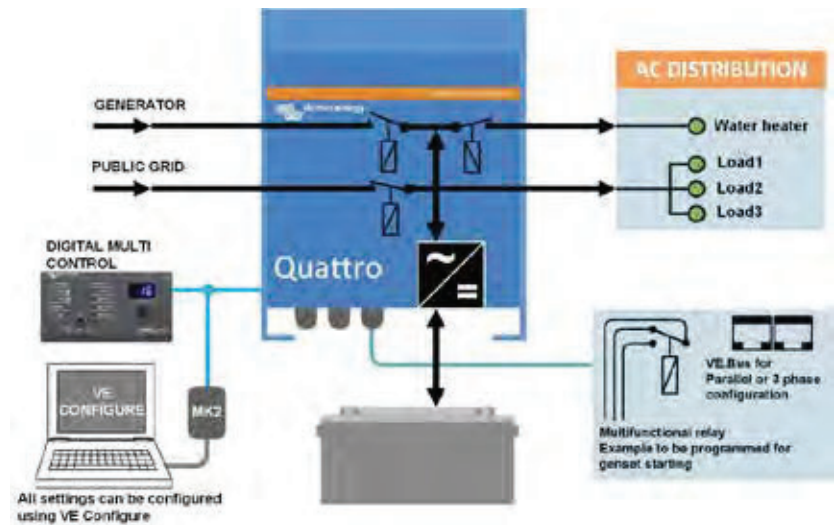 GENERATOR
PUBLIC GRID
AC DISTRIBUTION
Water heater
Load1
Load2
Load3
DIGITAL MULTI
CONTROL
Quattro
VE
CONFIGURE
MK2
All settings can be configured
using VE Configure
VE.Bus for
Parallel or 3 phase
configuration
Multifunctional relay
Example to be programmed for
genset starting